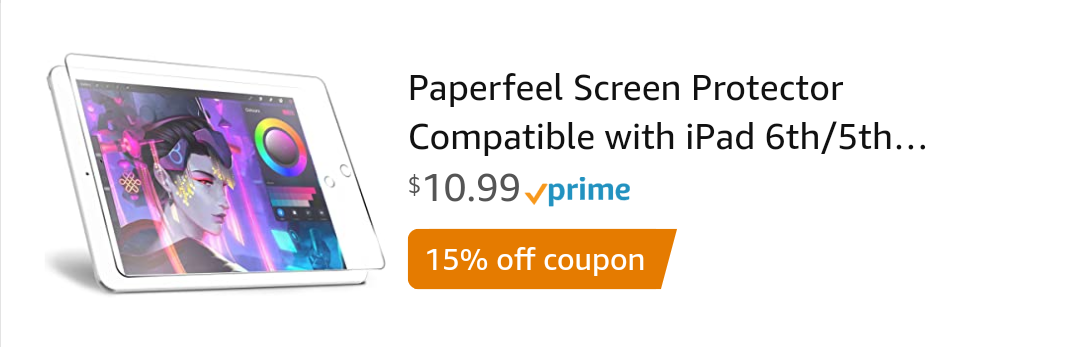 Paperfeel Screen Protector
Compatible with iPad 6th/5th...
$10.99 prime
15% off coupon